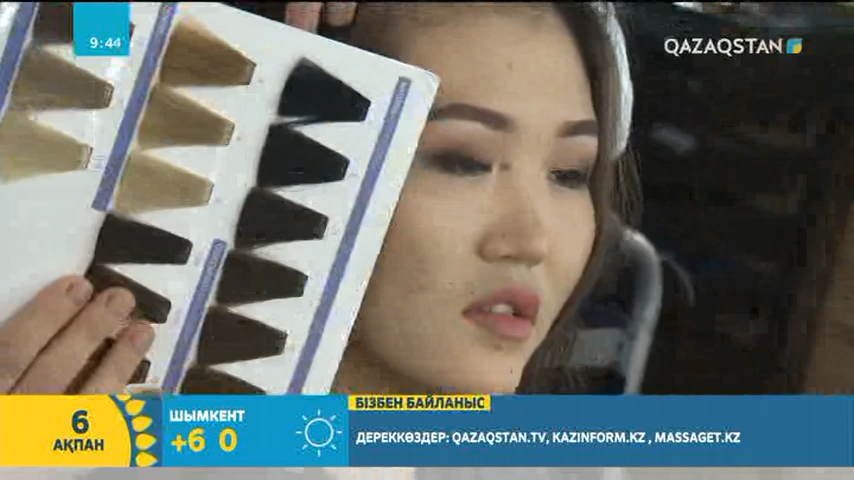 9:44
QAZAQSTAN
6
АҚПАН
ШЫМКЕНТ
+6 0
БІЗБЕН БАЙЛАНЫС
ДЕРЕККӨЗДЕР: QAZAQSTAN.TV, KAZINFORM.KZ , MASSAGET.KZ